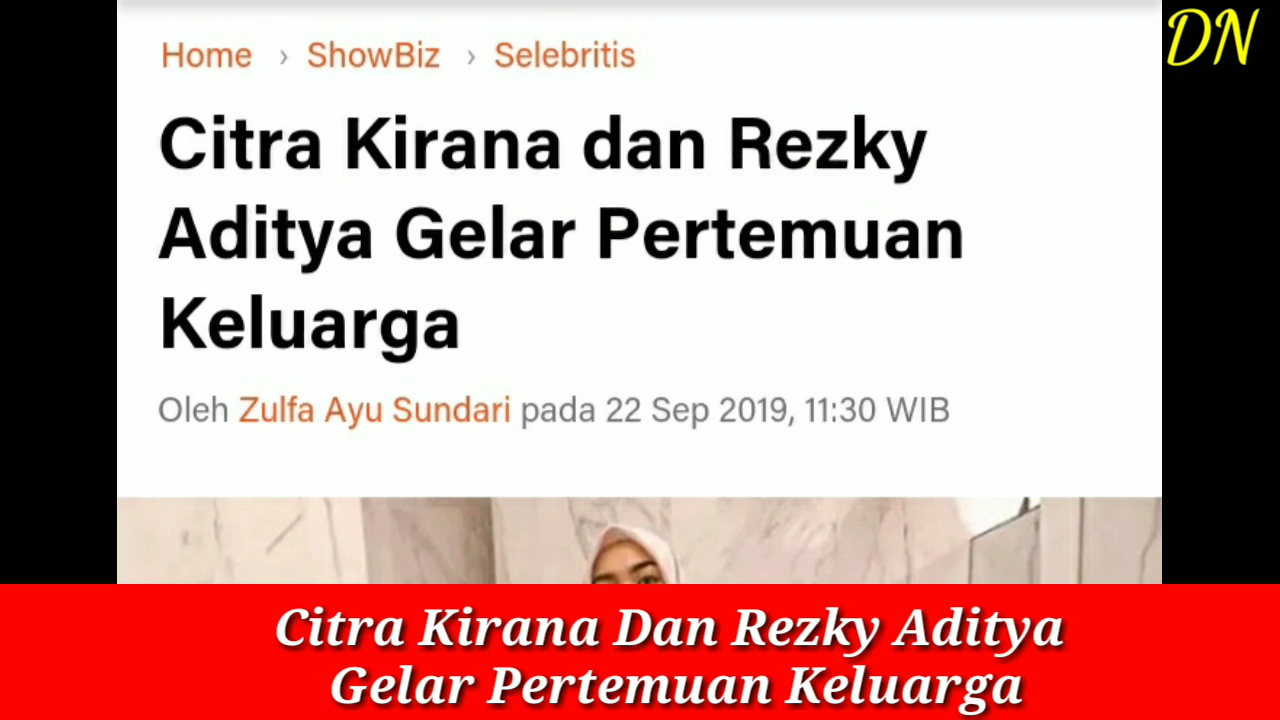 DN
Home › ShowBiz › Selebritis
Citra Kirana dan Rezky
Aditya Gelar Pertemuan
Keluarga
Oleh Zulfa Ayu Sundari pada 22 Sep 2019, 11:30 WIB
Citra Kirana Dan Rezky Aditya
Gelar Pertemuan Keluarga